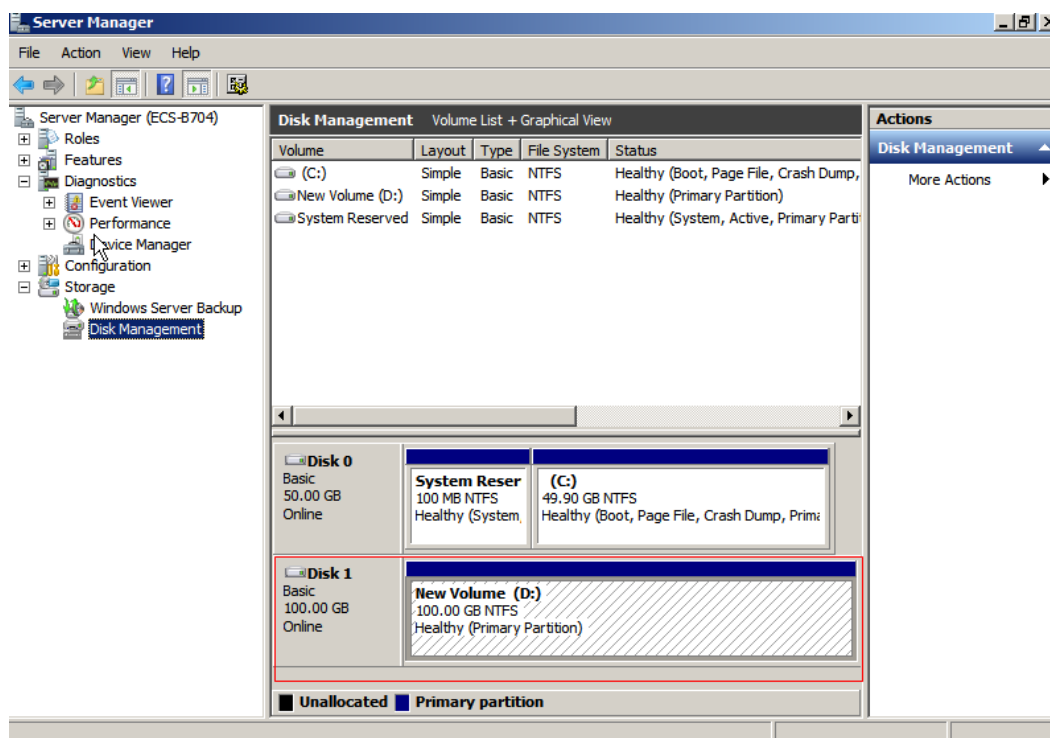 Server Manager
File Action View Help
Server Manager (ECS-B704)
Roles
Features
Diagnostics
Event Viewer
Performance
Device Manager
Configuration
Storage
Windows Server Backup
Disk Management
Disk Management Volume List + Graphical View
Volume Layout Type File System Status
(C:) Simple Basic NTFS Healthy (Boot, Page File, Crash Dump,
New Volume (D:) Simple Basic NTFS Healthy (Primary Partition)
System Reserved Simple Basic NTFS Healthy (System, Active, Primary Parti
Disk 0
Basic
50.00 GB
Online
System Reser
100 MB NTFS
Healthy (System,
(C:)
49.90 GB NTFS
Healthy (Boot, Page File, Crash Dump, Prima
Disk 1
Basic
100.00 GB
Online
New Volume (D:)
100.00 GB NTFS
Healthy (Primary Partition)
Unallocated Primary partition
Actions
Disk Management
More Actions